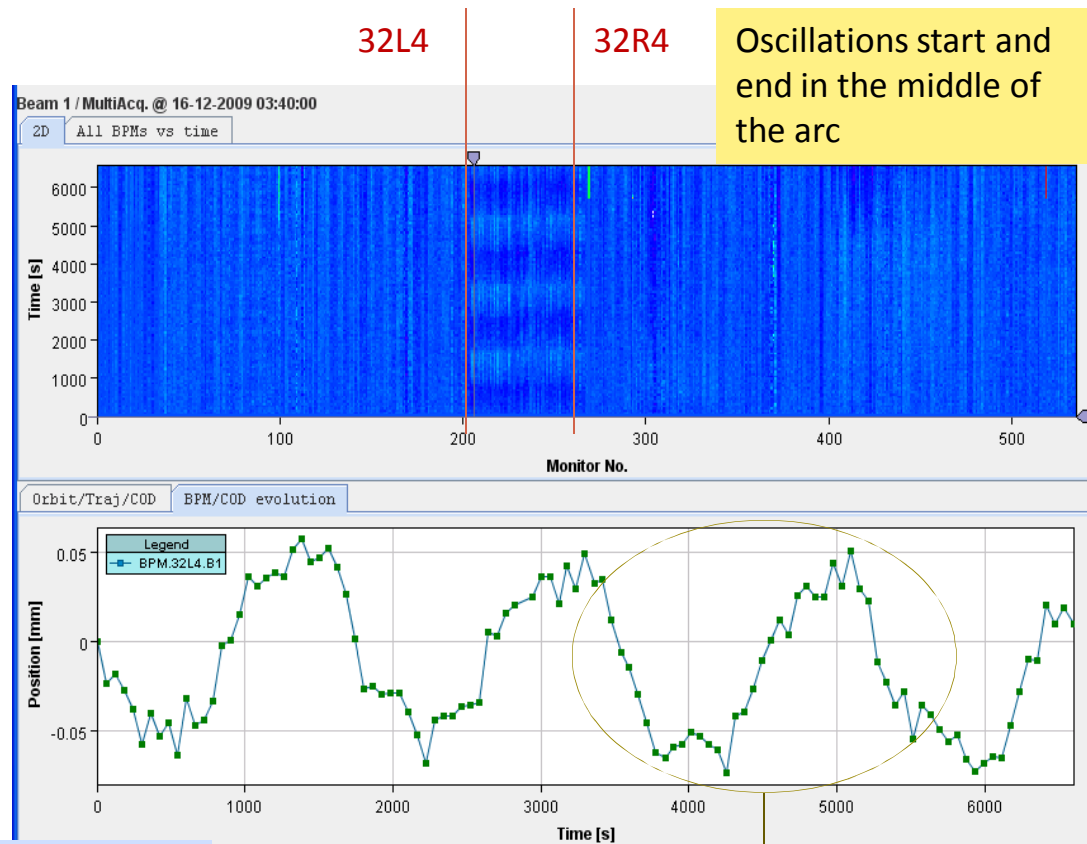 32L4
32R4
Oscillations start and
end in the middle of
the arc
Beam 1 / MultiAcq. @ 16-12-2009 03:40:00
2D
All BPMs vs time
Time [s]
6000
5000
4000
3000
2000
1000
0
0 100 200 300 400 500
Monitor No.
Orbit/Traj/COD
BPM/COD evolution
Legend
BPM.32L4.B1
Position [mm]
0.05
0
-0.05
0 1000 2000 3000 4000 5000 6000
Time [s]